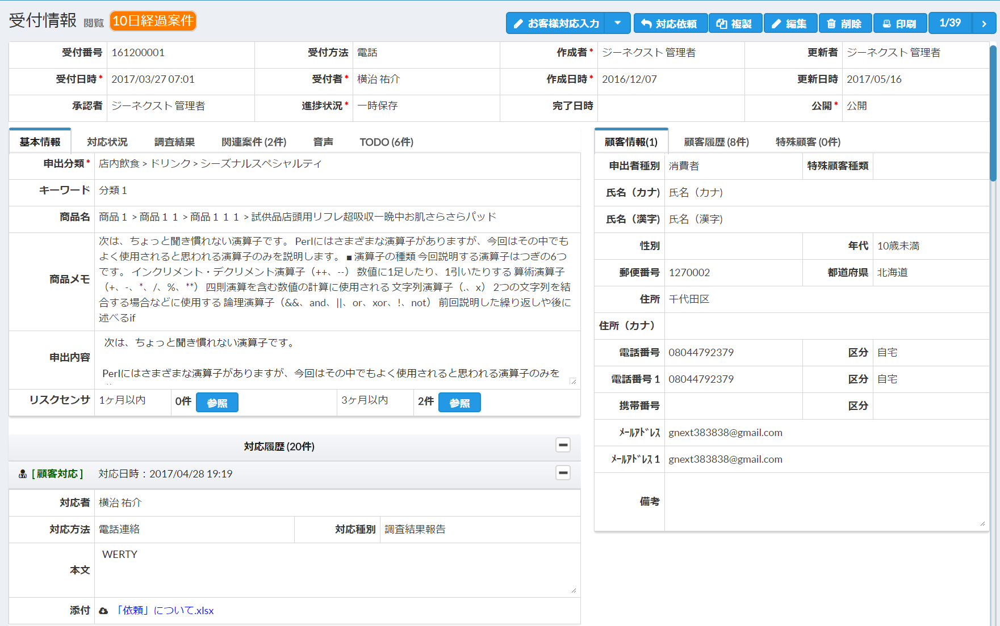 受付情報 閲覧 10日経過案件
お客様対応入力 対応依頼 複製 編集 削除 印刷 1/39
受付番号 161200001 受付方法 電話 作成者* ジーネクスト 管理者 更新者 ジーネクスト 管理者
受付日時* 2017/03/27 07:01 受付者* 横治 祐介 作成日時* 2016/12/07 更新日時 2017/05/16
承認者 ジーネクスト 管理者 進捗状況* 一時保存 完了日時 公開* 公開
基本情報 対応状況 調査結果 関連案件 (2件) 音声 TODO (6件)
申出分類* 店内飲食 > ドリンク > シーズナルスペシャルティ
キーワード 分類 1
商品名 商品 1 > 商品 1 1 > 商品 1 1 1 > 試供品店頭用リフレ超吸収一晩中お肌さらさらパッド
商品メモ
次は、ちょっと聞き慣れない演算子です。 Perlにはさまざまな演算子がありますが、今回はその中でも
よく使用されると思われる演算子のみを説明します。 ■ 演算子の種類 今回説明する演算子はつぎの6つ
です。 インクリメント・デクリメント演算子（++、--） 数値に1足したり、1引いたりする 算術演算子
（+、-、*、/、%、**） 四則演算を含む数値の計算に使用される 文字列演算子（.、x） 2つの文字列を結
合する場合などに使用する 論理演算子（&&、and、||、or、xor、!、not） 前回説明した繰り返しや後に
述べるif
申出内容
次は、ちょっと聞き慣れない演算子です。
Perlにはさまざまな演算子がありますが、今回はその中でもよく使用されると思われる演算子のみを
リスクセンサ 1ヶ月以内 0件 参照 3ヶ月以内 2件 参照
対応履歴 (20件)
[ 顧客対応 ] 対応日時：2017/04/28 19:19
対応者 横治 祐介
対応方法 電話連絡 対応種別 調査結果報告
本文 WERTY
添付 「依頼」について.xlsx
顧客情報(1) 顧客履歴 (8件) 特殊顧客 (0件)
申出者種別 消費者 特殊顧客種類
氏名（カナ） 氏名（カナ）
氏名（漢字） 氏名（漢字）
性別 年代 10歳未満
郵便番号 1270002 都道府県 北海道
住所 千代田区
住所（カナ）
電話番号 08044792379 区分 自宅
電話番号 1 08044792379 区分 自宅
携帯番号 区分
ﾒｰﾙｱﾄﾞﾚｽ gnext383838@gmail.com
ﾒｰﾙｱﾄﾞﾚｽ 1 gnext383838@gmail.com
備考